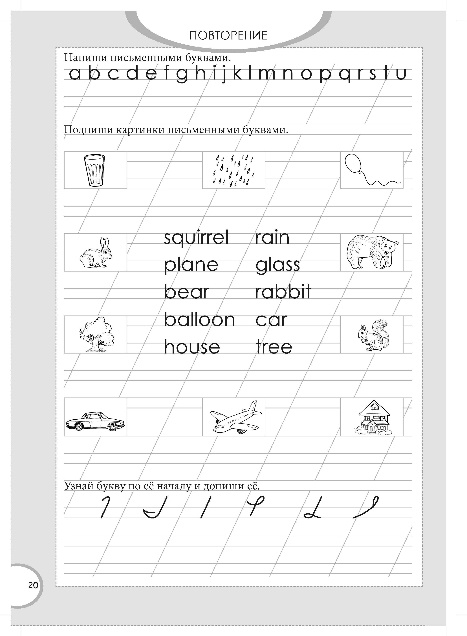 ПОВТОРЕНИЕ
Напиши письменными буквами.
a b c d e f g h i j k l m n o p q r s t u
Подпиши картинки письменными буквами.
squirrel rain
plane glass
bear rabbit
balloon car
house tree
Узнай букву по её началу и допиши её.
20